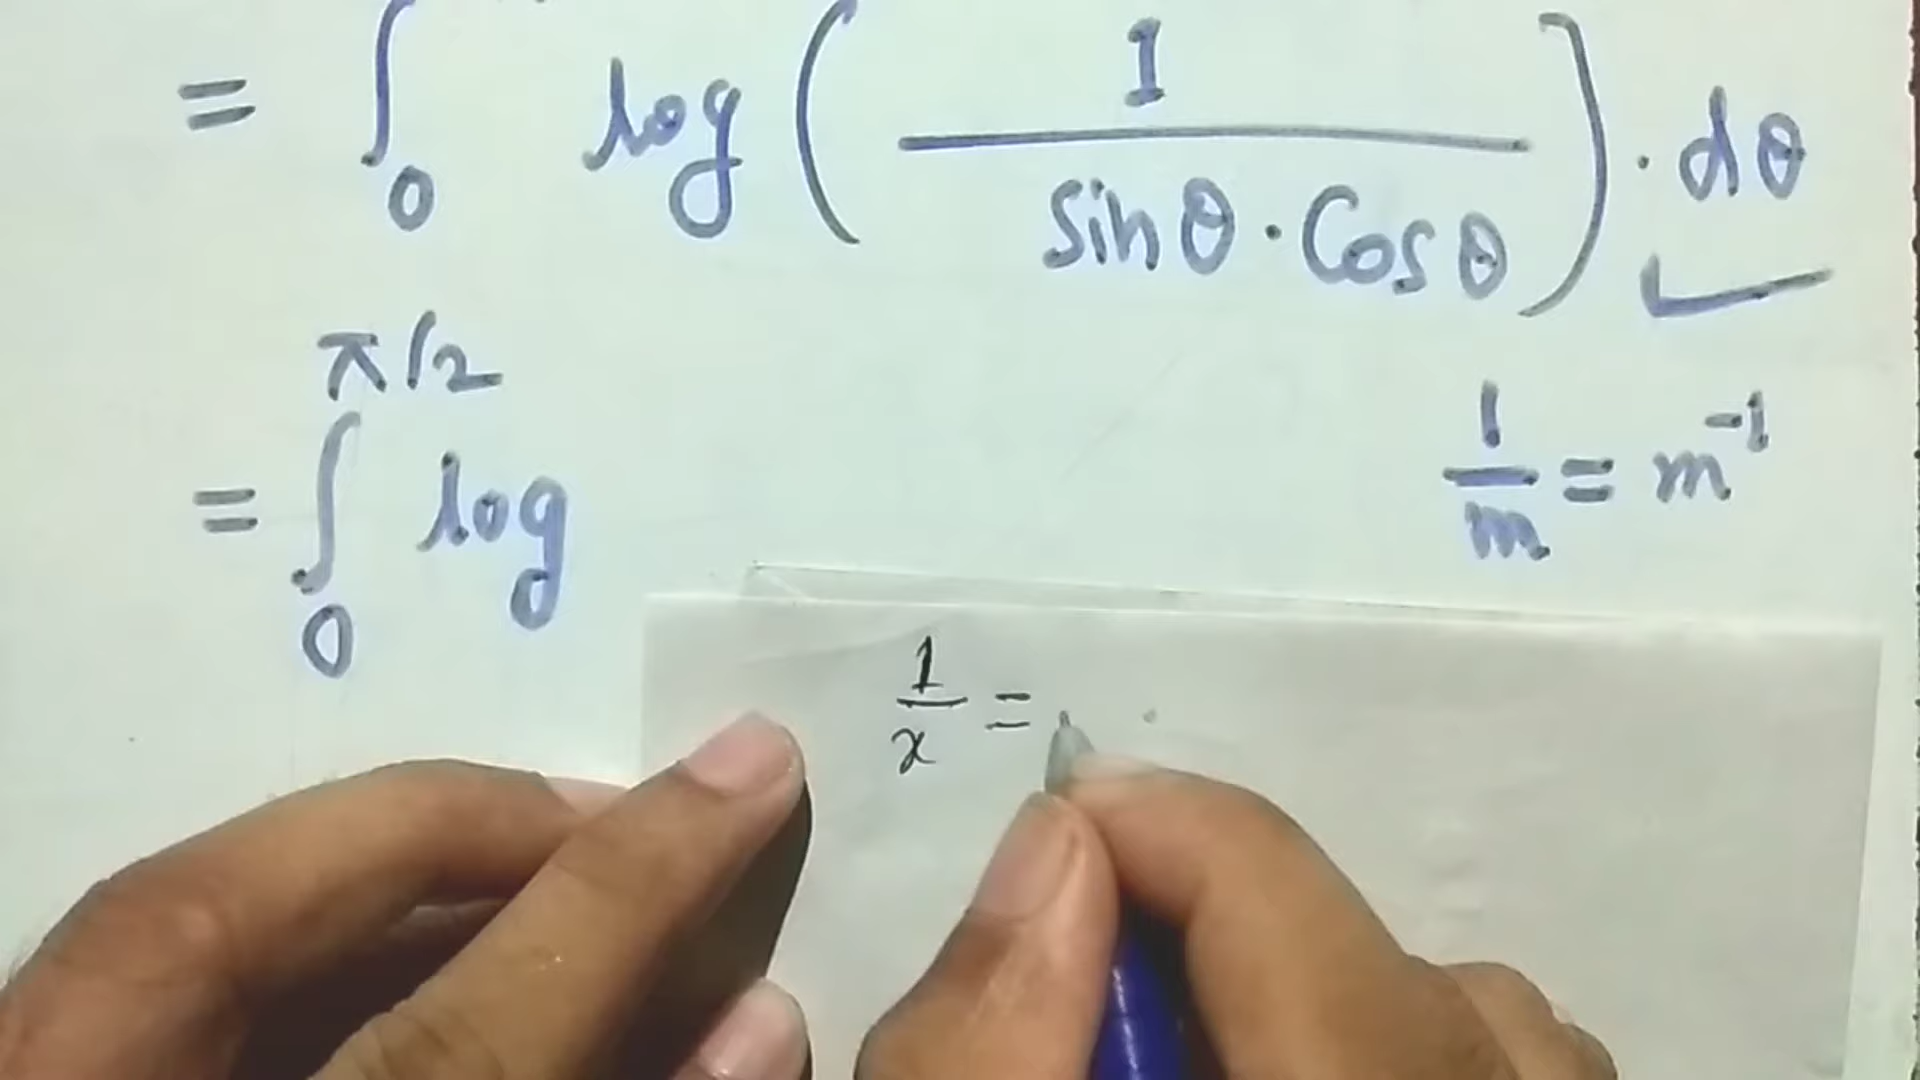 = ∫₀ log ( 1 / sinθ · Cosθ ) · dθ
1/m = m⁻¹
= ∫₀^π/2 log
1/x =